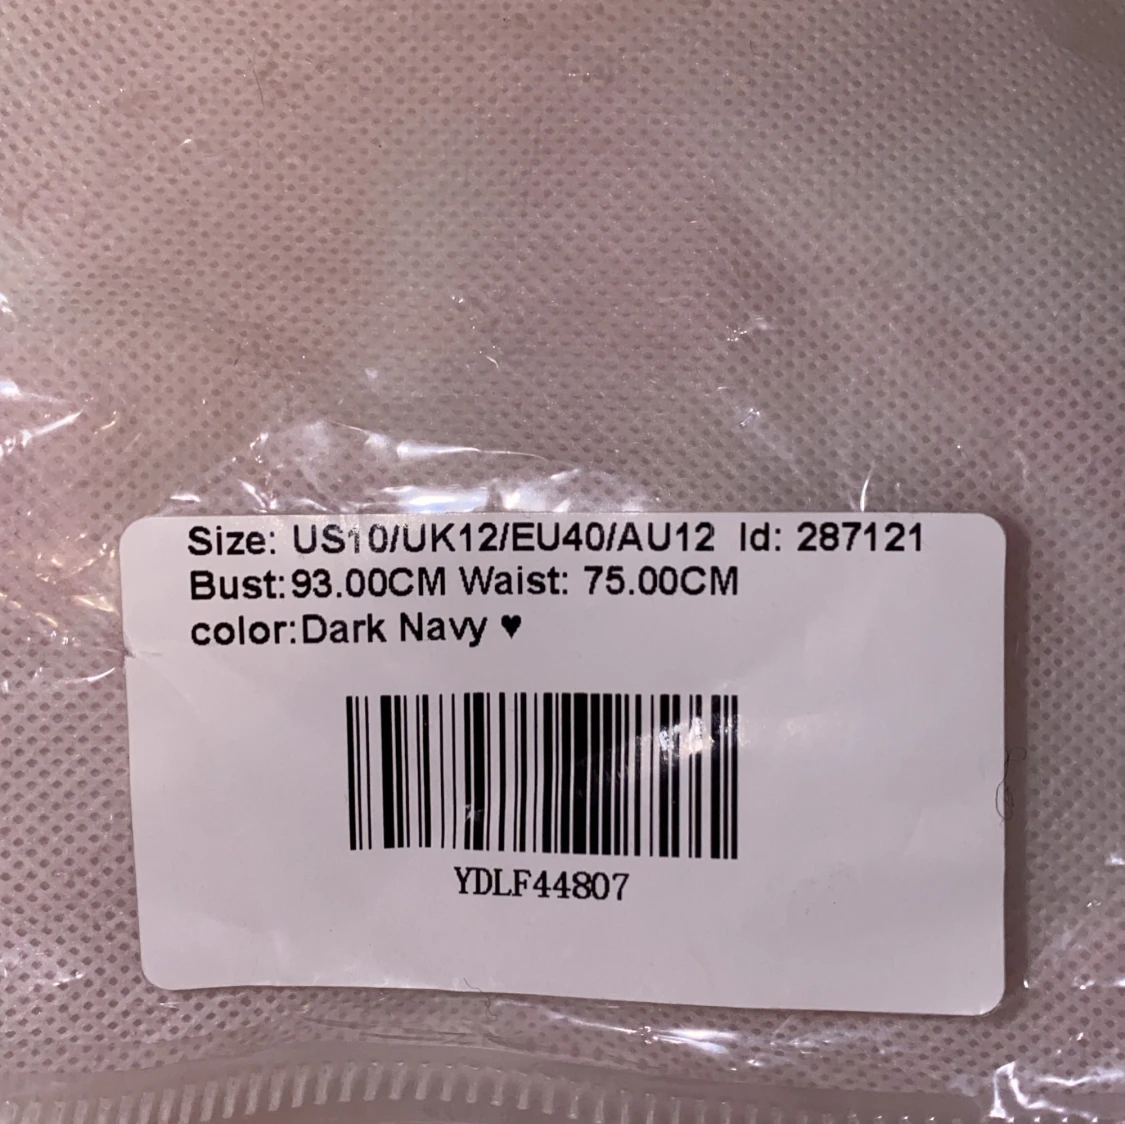 Size: US10/UK12/EU40/AU12 Id: 287121
Bust:93.00CM Waist: 75.00CM
color:Dark Navy ♥
YDLF44807